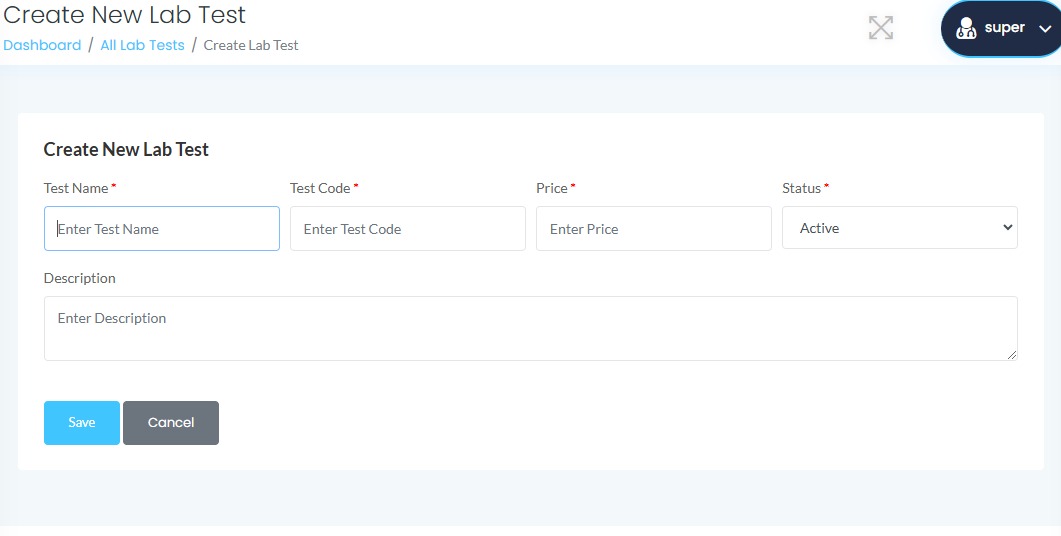 Create New Lab Test
Dashboard / All Lab Tests / Create Lab Test
super
Create New Lab Test
Test Name * Test Code * Price * Status *
Enter Test Name Enter Test Code Enter Price Active
Description
Enter Description
Save Cancel